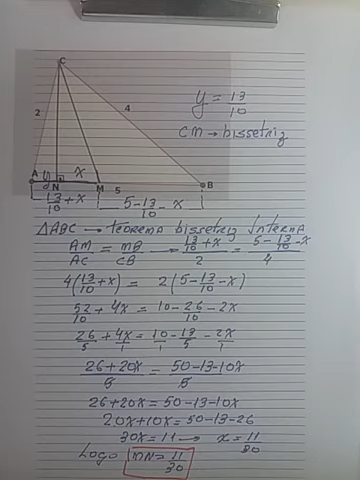 C
2
4
y = 13/10
CM → bissetriz
A y x
N M 5 B
13/10 + x 5 - 13/10 - x
△ABC → teorema bissetriz Interna
AM/AC = MB/CB → (13/10 + x)/2 = (5 - 13/10 - x)/4
4(13/10 + x) = 2(5 - 13/10 - x)
52/10 + 4x = 10 - 26/10 - 2x
26/5 + 4x/1 = 10/1 - 13/5 - 2x/1
(26 + 20x)/5 = (50 - 13 - 10x)/5
26 + 20x = 50 - 13 - 10x
20x + 10x = 50 - 13 - 26
30x = 11 → x = 11/30
Logo MN = 11/30